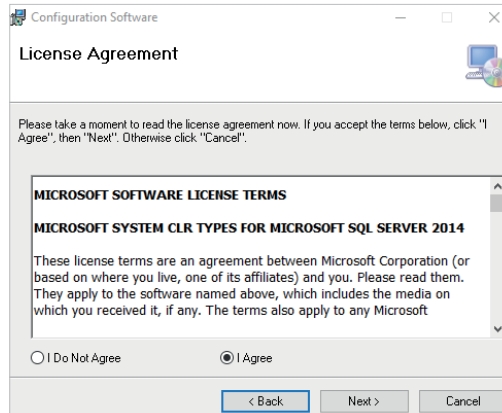 Configuration Software
License Agreement
Please take a moment to read the license agreement now. If you accept the terms below, click "I
Agree", then "Next". Otherwise click "Cancel".
MICROSOFT SOFTWARE LICENSE TERMS
MICROSOFT SYSTEM CLR TYPES FOR MICROSOFT SQL SERVER 2014
These license terms are an agreement between Microsoft Corporation (or
based on where you live, one of its affiliates) and you. Please read them.
They apply to the software named above, which includes the media on
which you received it, if any. The terms also apply to any Microsoft
I Do Not Agree I Agree
< Back Next > Cancel